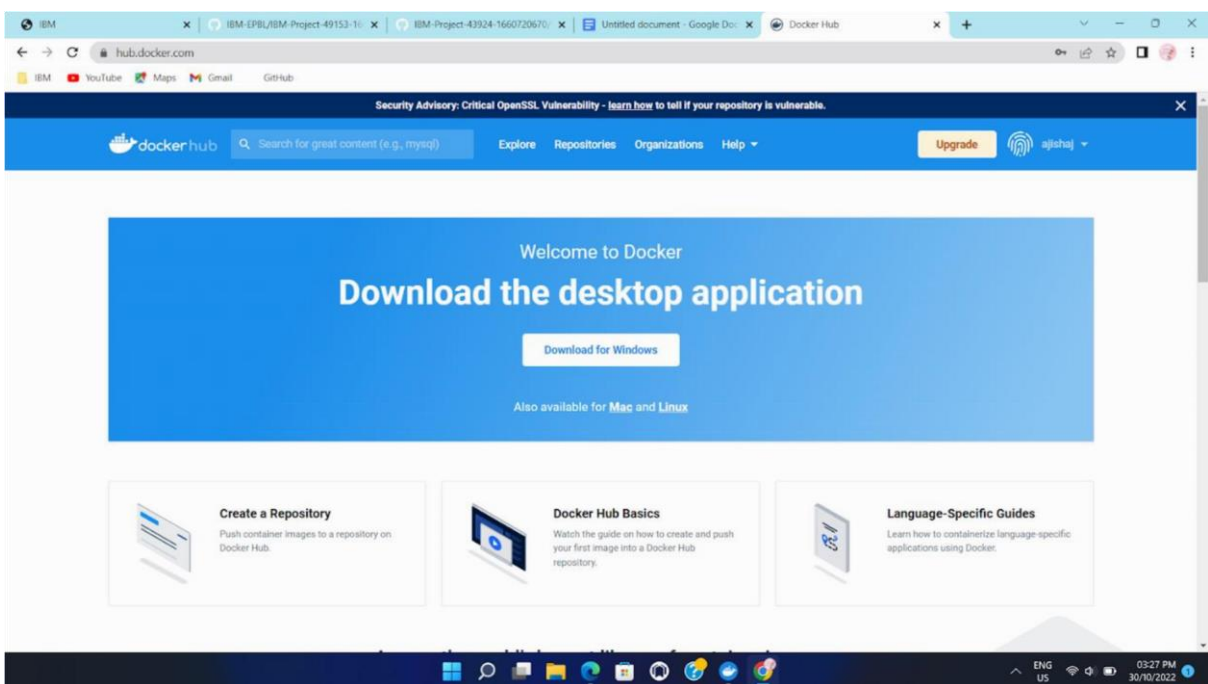 IBM
IBM-EPBL/IBM-Project-49153-16
IBM-Project-43924-1660720670/
Untitled document - Google Doc
Docker Hub
hub.docker.com
IBM
YouTube
Maps
Gmail
GitHub
Security Advisory: Critical OpenSSL Vulnerability - learn how to tell if your repository is vulnerable.
dockerhub
Search for great content (e.g., mysql)
Explore
Repositories
Organizations
Help
Upgrade
ajishaj
Welcome to Docker
Download the desktop application
Download for Windows
Also available for Mac and Linux
Create a Repository
Push container images to a repository on
Docker Hub.
Docker Hub Basics
Watch the guide on how to create and push
your first image into a Docker Hub
repository.
Language-Specific Guides
Learn how to containerize language-specific
applications using Docker.
ENG
US
03:27 PM
30/10/2022
1